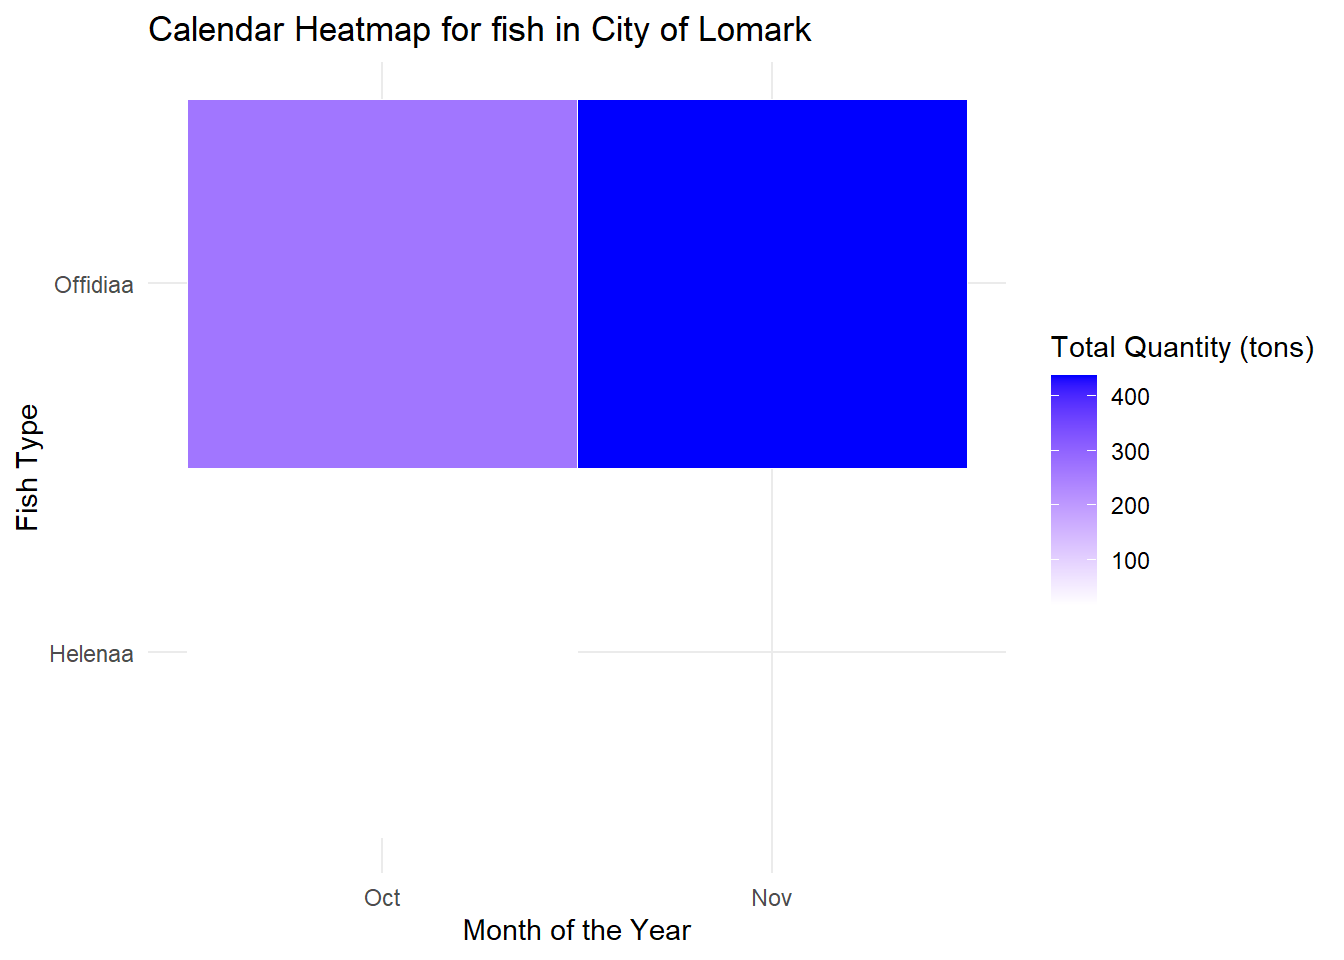 Calendar Heatmap for fish in City of Lomark
Offidiaa
Helenaa
Fish Type
Oct
Nov
Month of the Year
Total Quantity (tons)
400
300
200
100